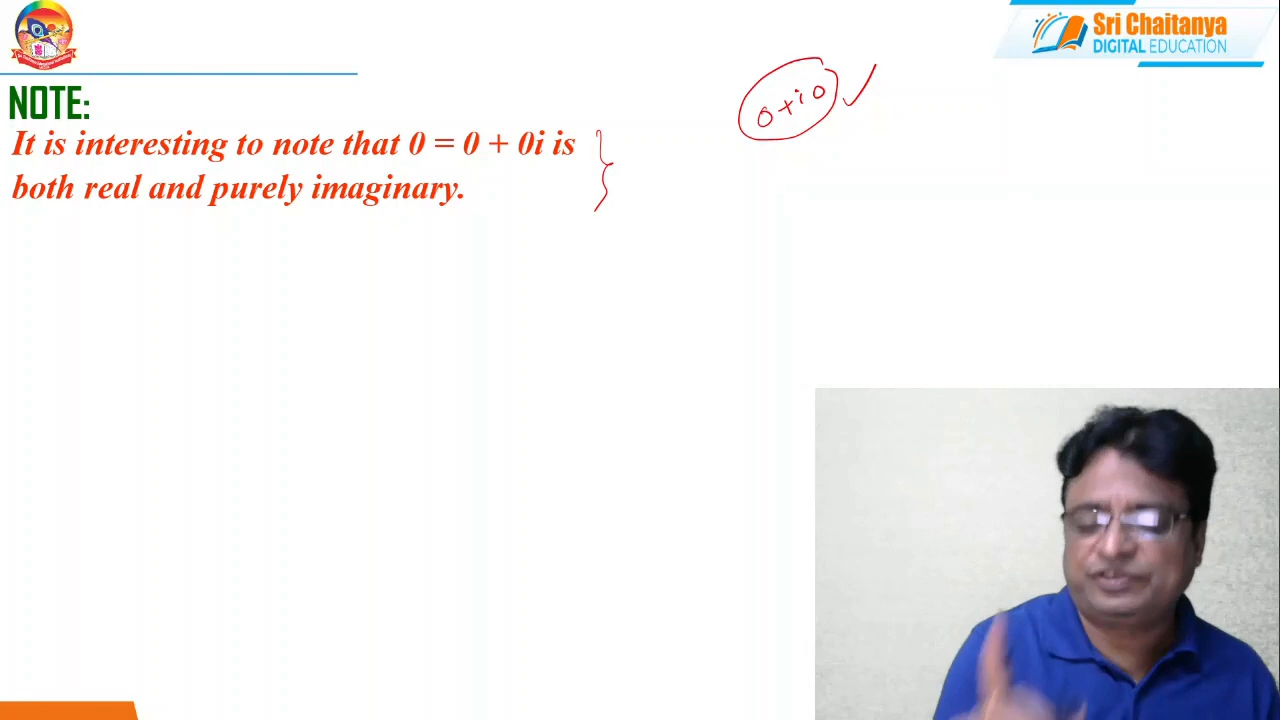 Sri Chaitanya
DIGITAL EDUCATION
NOTE:
It is interesting to note that 0 = 0 + 0i is
both real and purely imaginary.
0+i0